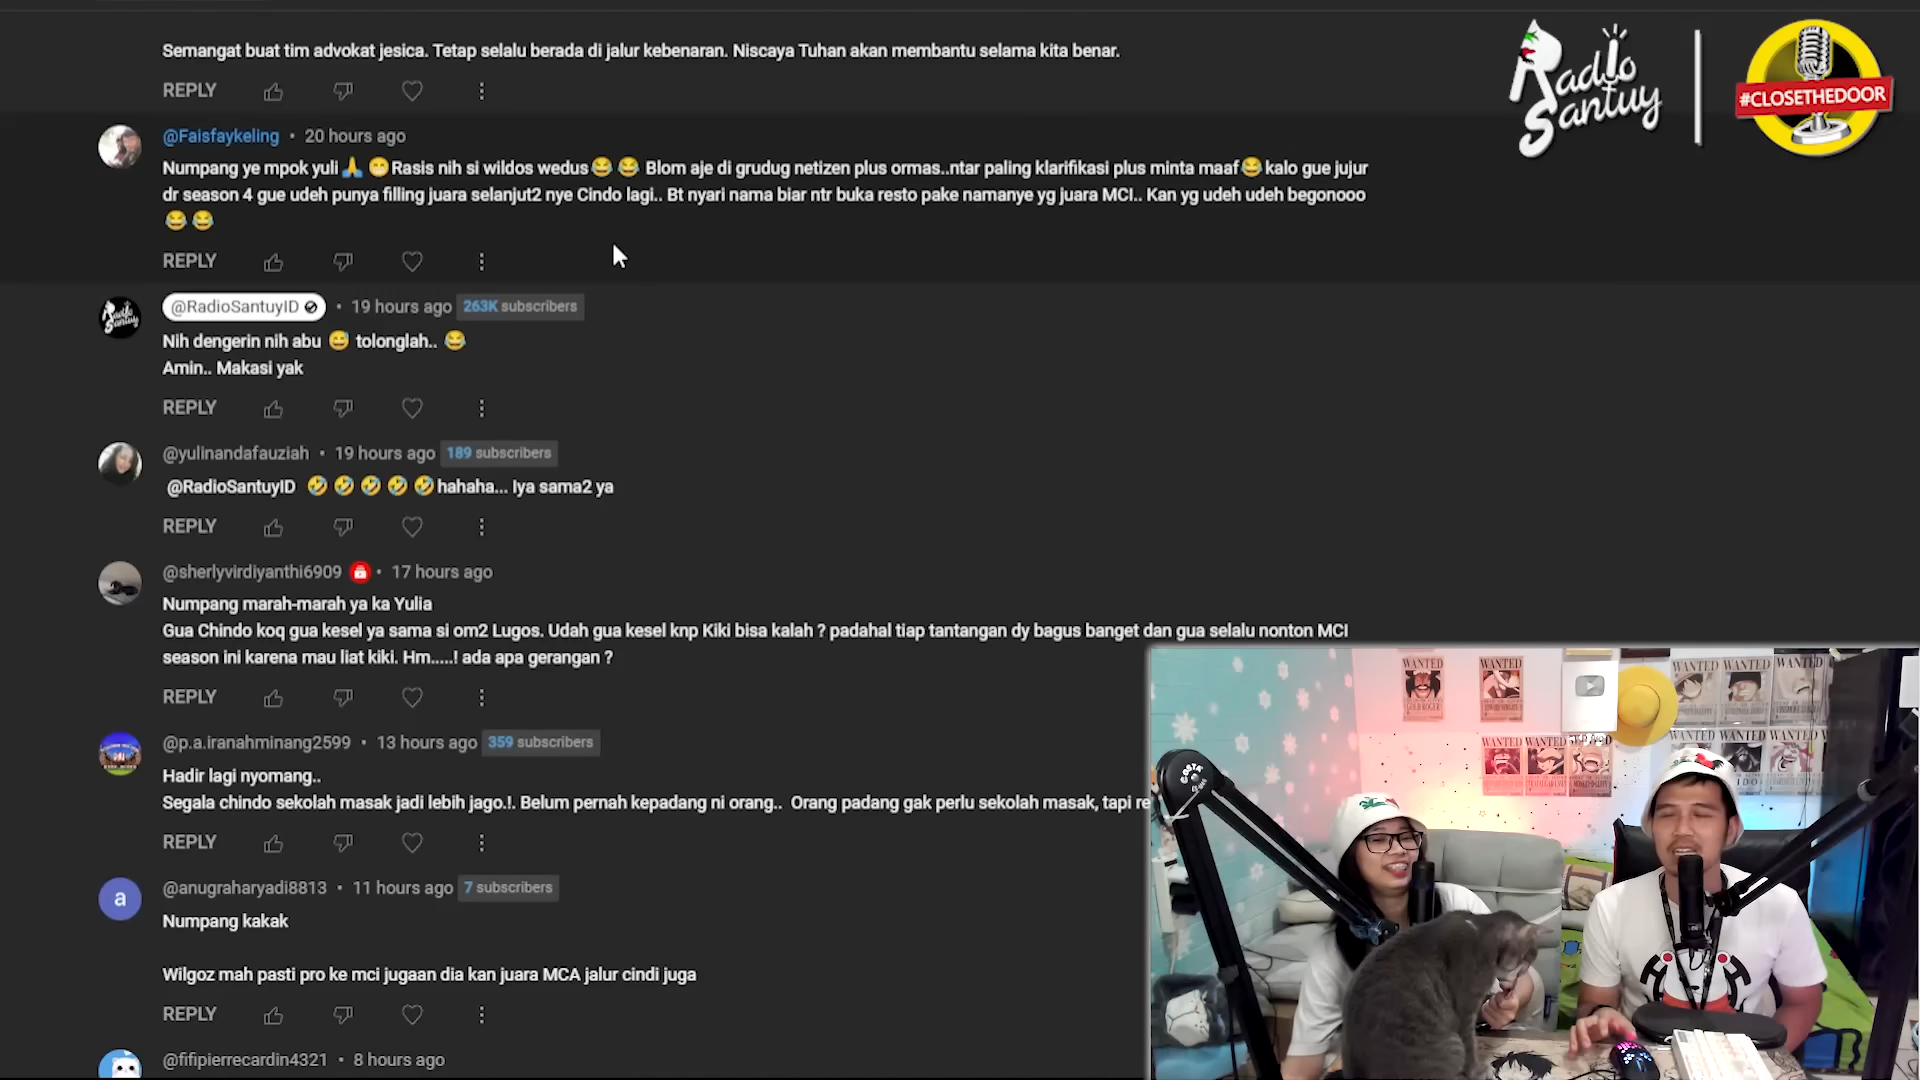 Semangat buat tim advokat jesica. Tetap selalu berada di jalur kebenaran. Niscaya Tuhan akan membantu selama kita benar.
REPLY
Radio Santuy
#CLOSETHEDOOR
@Faisfaykeling • 20 hours ago
Numpang ye mpok yuli🙏 😁Rasis nih si wildos wedus😂 😂 Blom aje di grudug netizen plus ormas..ntar paling klarifikasi plus minta maaf😂kalo gue jujur
dr season 4 gue udeh punya filling juara selanjut2 nye Cindo lagi.. Bt nyari nama biar ntr buka resto pake namanye yg juara MCI.. Kan yg udeh udeh begonooo
😂 😂
REPLY
@RadioSantuyID • 19 hours ago 263K subscribers
Nih dengerin nih abu 😅 tolonglah.. 😂
Amin.. Makasi yak
REPLY
@yulinandafauziah • 19 hours ago 189 subscribers
@RadioSantuyID 🤣 🤣 🤣 🤣 🤣hahaha... Iya sama2 ya
REPLY
@sherlyvirdiyanthi6909 • 17 hours ago
Numpang marah-marah ya ka Yulia
Gua Chindo koq gua kesel ya sama si om2 Lugos. Udah gua kesel knp Kiki bisa kalah ? padahal tiap tantangan dy bagus banget dan gua selalu nonton MCI
season ini karena mau liat kiki. Hm.....! ada apa gerangan ?
REPLY
@p.a.iranahminang2599 • 13 hours ago 359 subscribers
Hadir lagi nyomang..
Segala chindo sekolah masak jadi lebih jago.!. Belum pernah kepadang ni orang.. Orang padang gak perlu sekolah masak, tapi re
REPLY
a
@anugraharyadi8813 • 11 hours ago 7 subscribers
Numpang kakak
Wilgoz mah pasti pro ke mci jugaan dia kan juara MCA jalur cindi juga
REPLY
@fifipierrecardin4321 • 8 hours ago
WANTED
WANTED
WANTED WANTED WANTED
WANTED WANTED